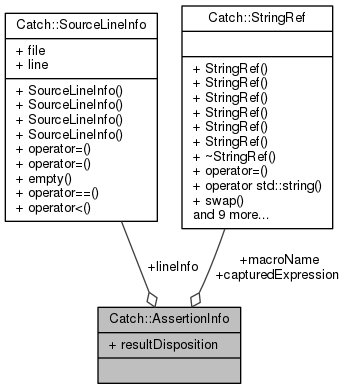 Catch::SourceLineInfo
+ file
+ line
+ SourceLineInfo()
+ SourceLineInfo()
+ SourceLineInfo()
+ SourceLineInfo()
+ operator=()
+ operator=()
+ empty()
+ operator==()
+ operator<()
Catch::StringRef
+ StringRef()
+ StringRef()
+ StringRef()
+ StringRef()
+ StringRef()
+ StringRef()
+ ~StringRef()
+ operator=()
+ operator std::string()
+ swap()
and 9 more...
+lineInfo
+macroName
+capturedExpression
Catch::AssertionInfo
+ resultDisposition